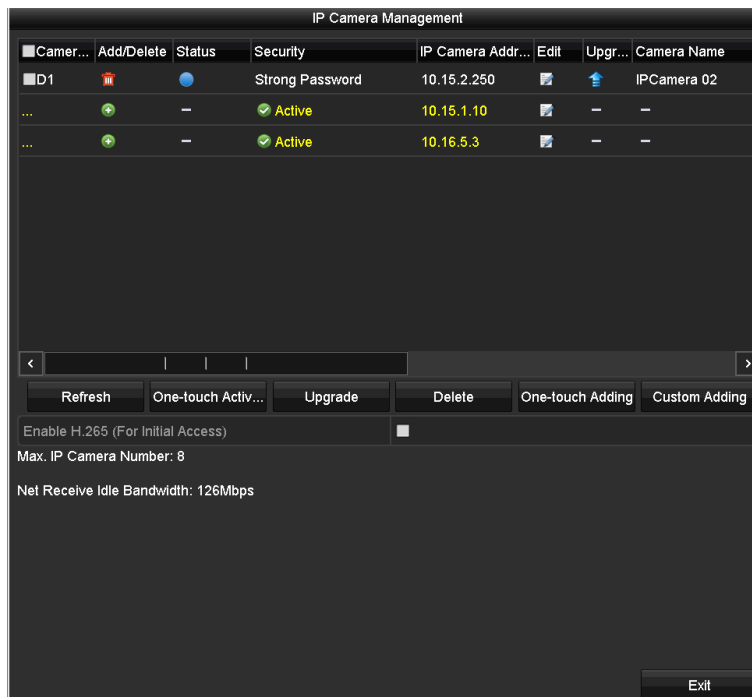 IP Camera Management
Camer... Add/Delete Status Security IP Camera Addr... Edit Upgr... Camera Name
D1 Strong Password 10.15.2.250 IPCamera 02
... – Active 10.15.1.10 – –
... – Active 10.16.5.3 – –
Refresh One-touch Activ... Upgrade Delete One-touch Adding Custom Adding
Enable H.265 (For Initial Access)
Max. IP Camera Number: 8
Net Receive Idle Bandwidth: 126Mbps
Exit